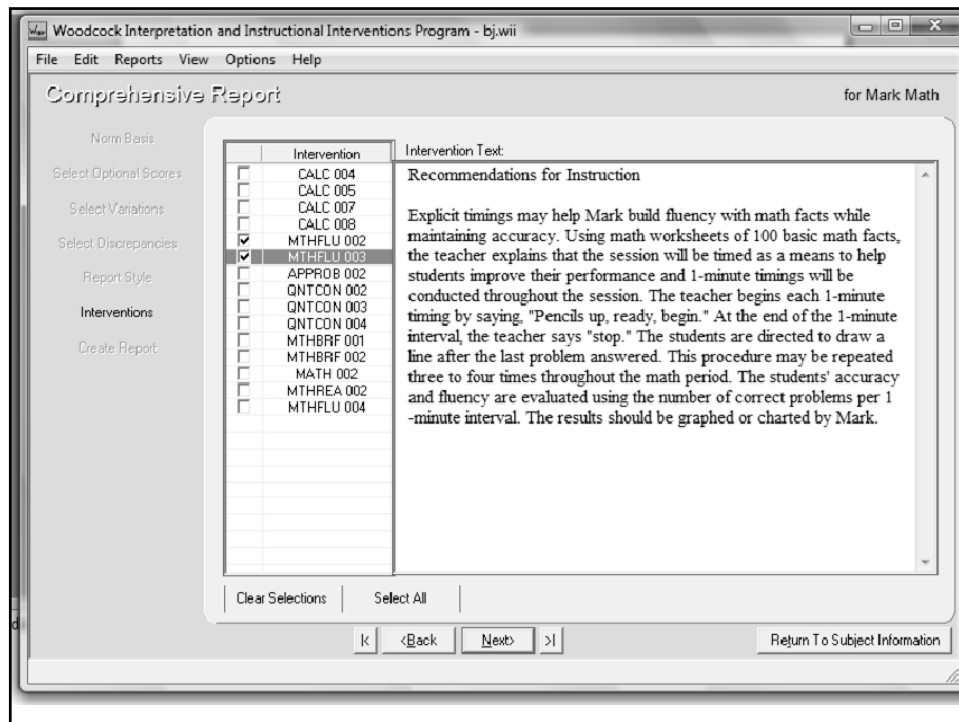 Woodcock Interpretation and Instructional Interventions Program - bj.wii
File Edit Reports View Options Help
Comprehensive Report
for Mark Math
Norm Basis
Select Optional Scores
Select Variations
Select Discrepancies
Report Style
Interventions
Create Report
Intervention
CALC 004
CALC 005
CALC 007
CALC 008
MTHFLU 002
MTHFLU 003
APPROB 002
QNTCON 002
QNTCON 003
QNTCON 004
MTHBRF 001
MTHBRF 002
MATH 002
MTHREA 002
MTHFLU 004
Intervention Text:
Recommendations for Instruction
Explicit timings may help Mark build fluency with math facts while
maintaining accuracy. Using math worksheets of 100 basic math facts,
the teacher explains that the session will be timed as a means to help
students improve their performance and 1-minute timings will be
conducted throughout the session. The teacher begins each 1-minute
timing by saying, "Pencils up, ready, begin." At the end of the 1-minute
interval, the teacher says "stop." The students are directed to draw a
line after the last problem answered. This procedure may be repeated
three to four times throughout the math period. The students' accuracy
and fluency are evaluated using the number of correct problems per 1
-minute interval. The results should be graphed or charted by Mark.
Clear Selections Select All
|< <Back Next> >|
Return To Subject Information